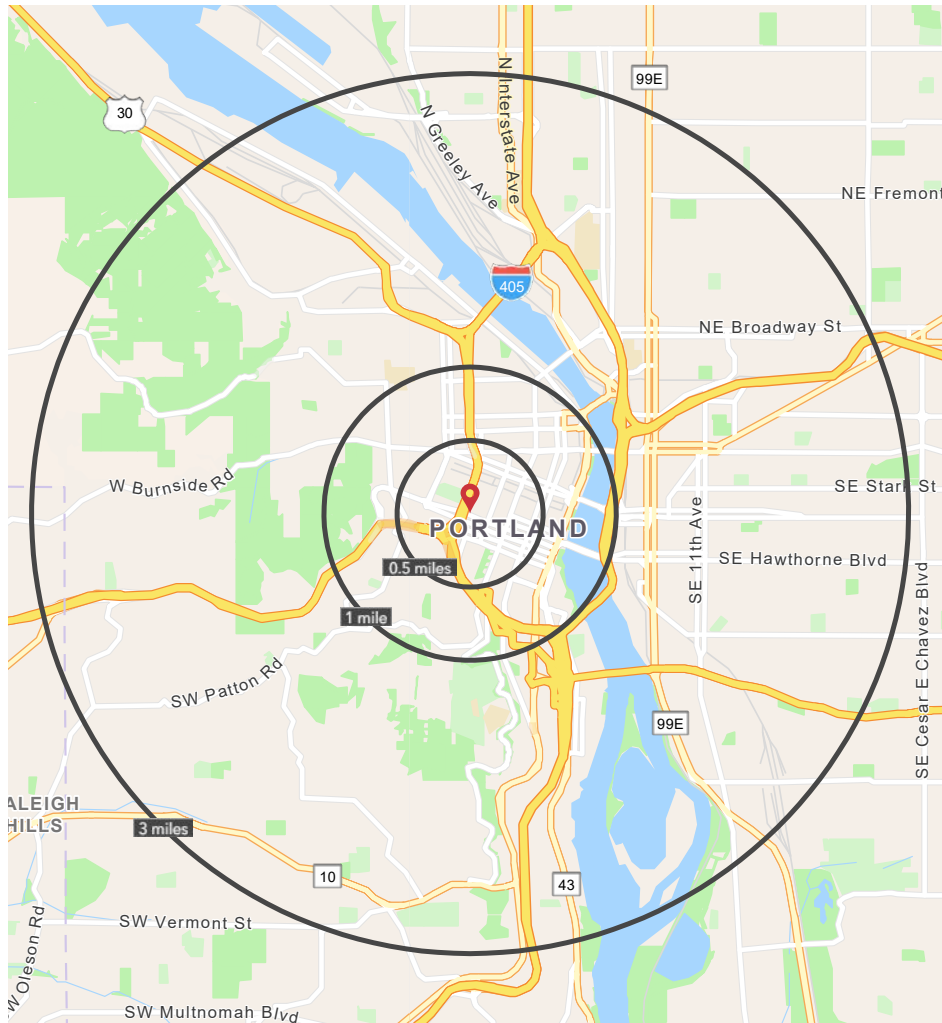 99E
30
N Interstate Ave
N Greeley Ave
NE Fremont
405
NE Broadway St
W Burnside Rd
SE Stark St
PORTLAND
SE 11th Ave
SE Hawthorne Blvd
0.5 miles
1 mile
SW Patton Rd
SE Cesar E Chavez Blvd
99E
ALEIGH
HILLS
3 miles
10
43
SW Vermont St
W Oleson Rd
SW Multnomah Blvd